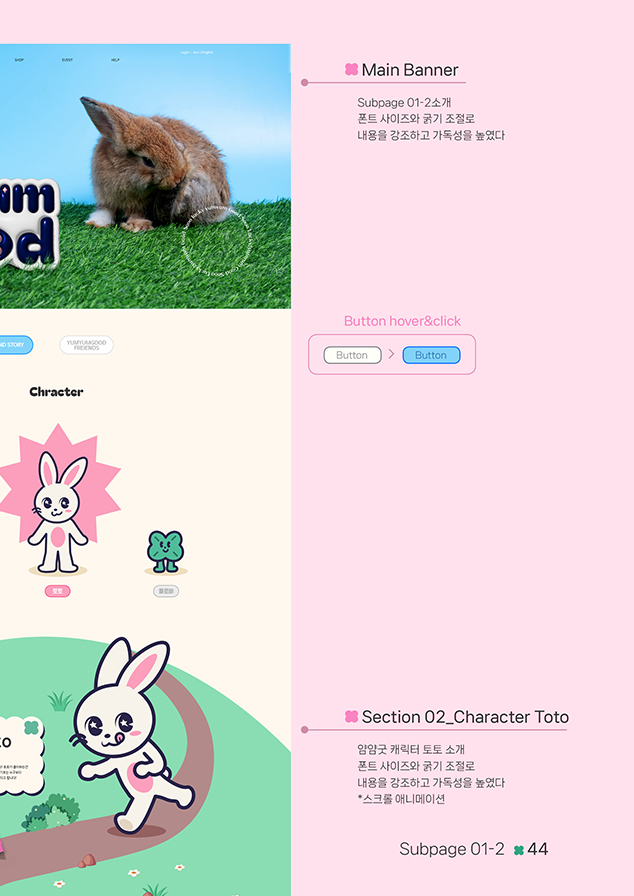 Login | Join | English
SHOP
EVENT
HELP
Main Banner
Subpage 01-2소개
폰트 사이즈와 굵기 조절로
내용을 강조하고 가독성을 높였다
um
od
ND STORY
YUMYUMGOOD
FREIENDS
Button hover&click
Button
>
Button
Chracter
토토
클로버
Section 02_Character Toto
얌얌굿 캐릭터 토토 소개
폰트 사이즈와 굵기 조절로
내용을 강조하고 가독성을 높였다
*스크롤 애니메이션
TO
Subpage 01-2
44